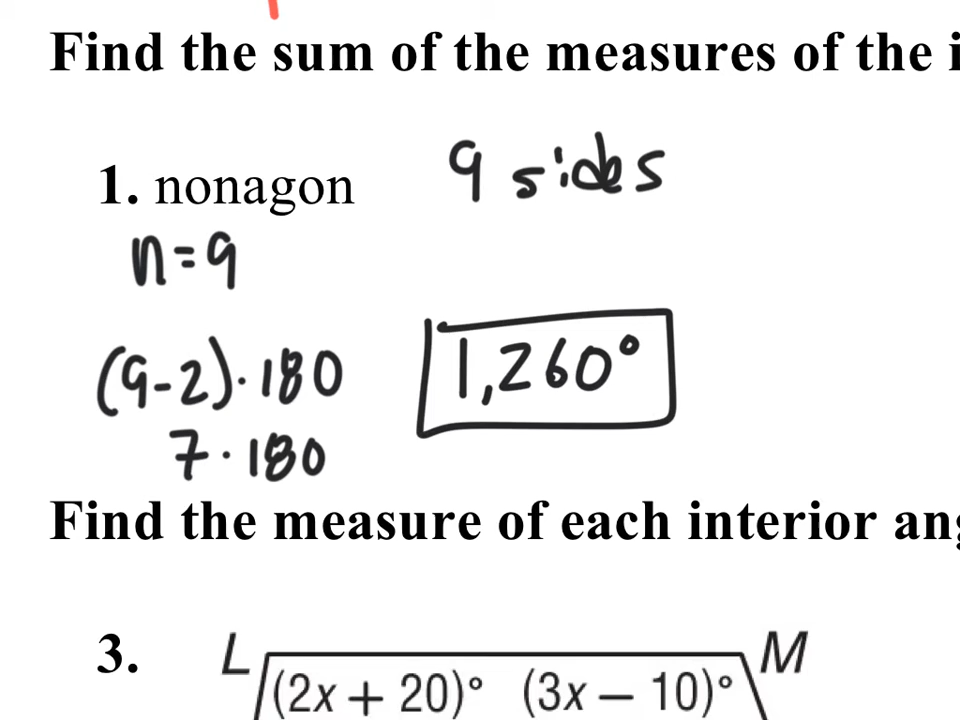 Find the sum of the measures of the i
1. nonagon 9 sides
n=9
(9-2)·180 1,260°
7·180
Find the measure of each interior ang
3. L M
(2x + 20)° (3x − 10)°